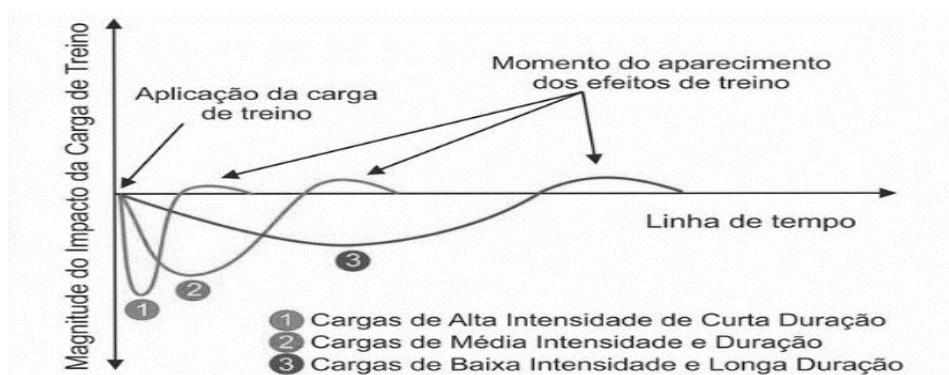 Magnitude do Impacto da Carga de Treino
Aplicação da carga
de treino
Momento do aparecimento
dos efeitos de treino
Linha de tempo
1
2
3
1 Cargas de Alta Intensidade de Curta Duração
2 Cargas de Média Intensidade e Duração
3 Cargas de Baixa Intensidade e Longa Duração